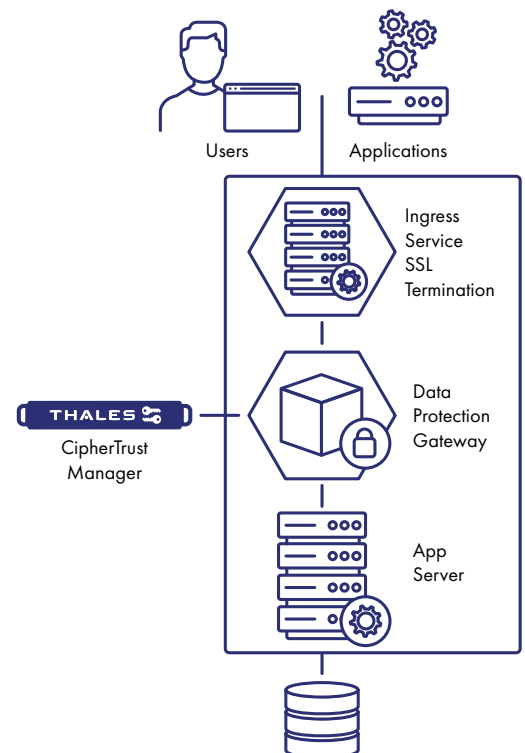 Users
Applications
Ingress
Service
SSL
Termination
Data
Protection
Gateway
THALES
CipherTrust
Manager
App
Server